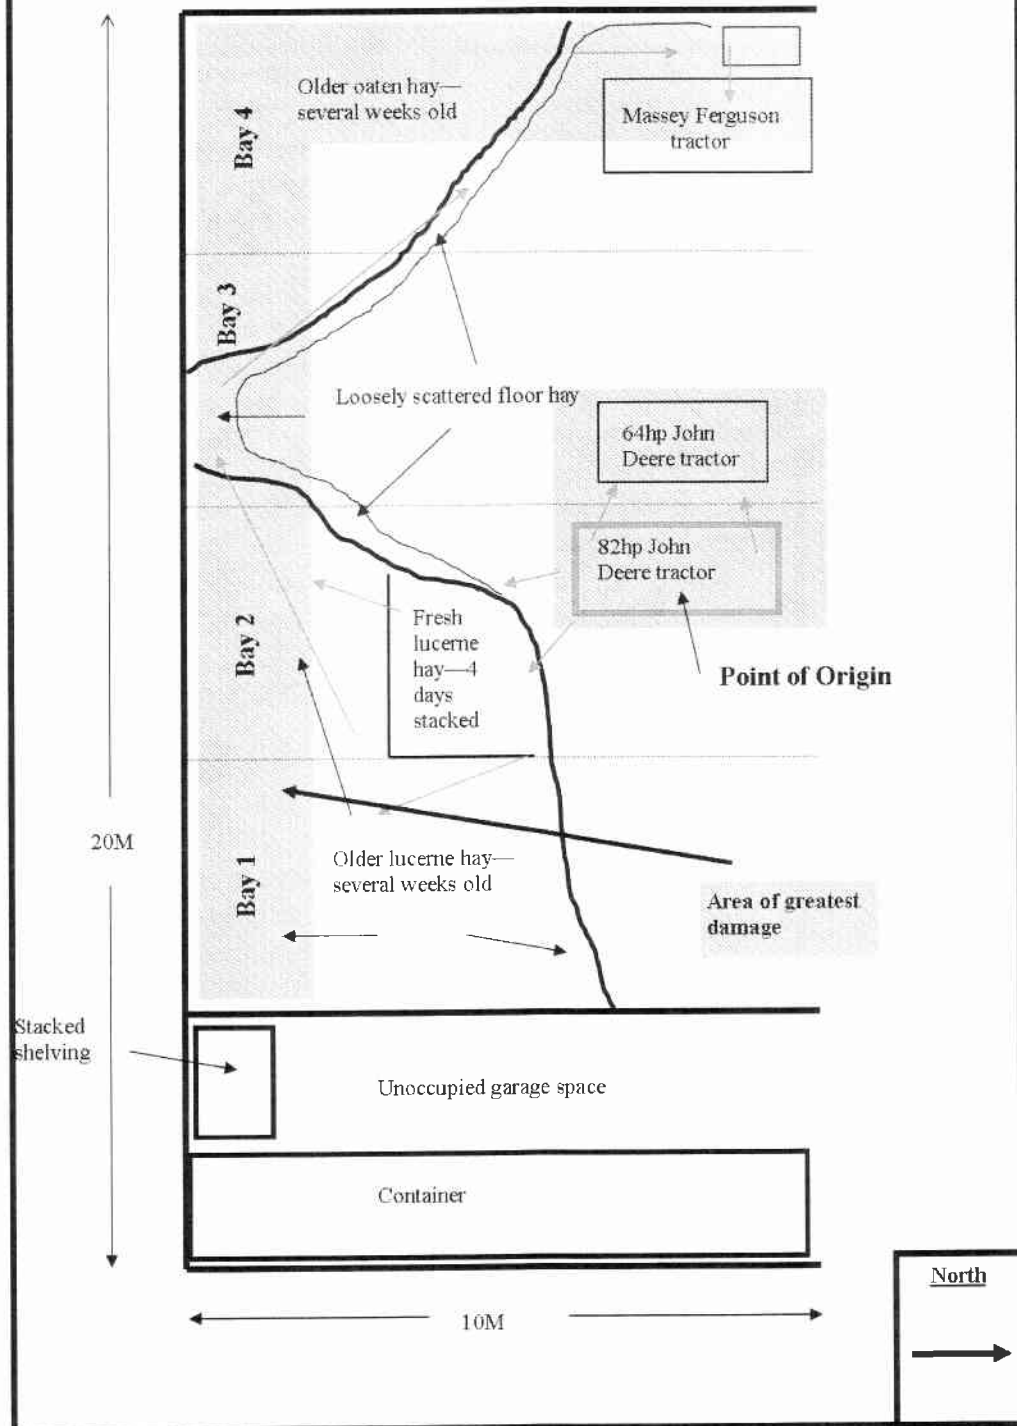 Older oaten hay—
several weeks old
Bay 4
Massey Ferguson
tractor
Bay 3
Loosely scattered floor hay
64hp John
Deere tractor
82hp John
Deere tractor
Bay 2
Fresh
lucerne
hay—4
days
stacked
Point of Origin
20M
Older lucerne hay—
several weeks old
Bay 1
Area of greatest
damage
Stacked
shelving
Unoccupied garage space
Container
North
10M